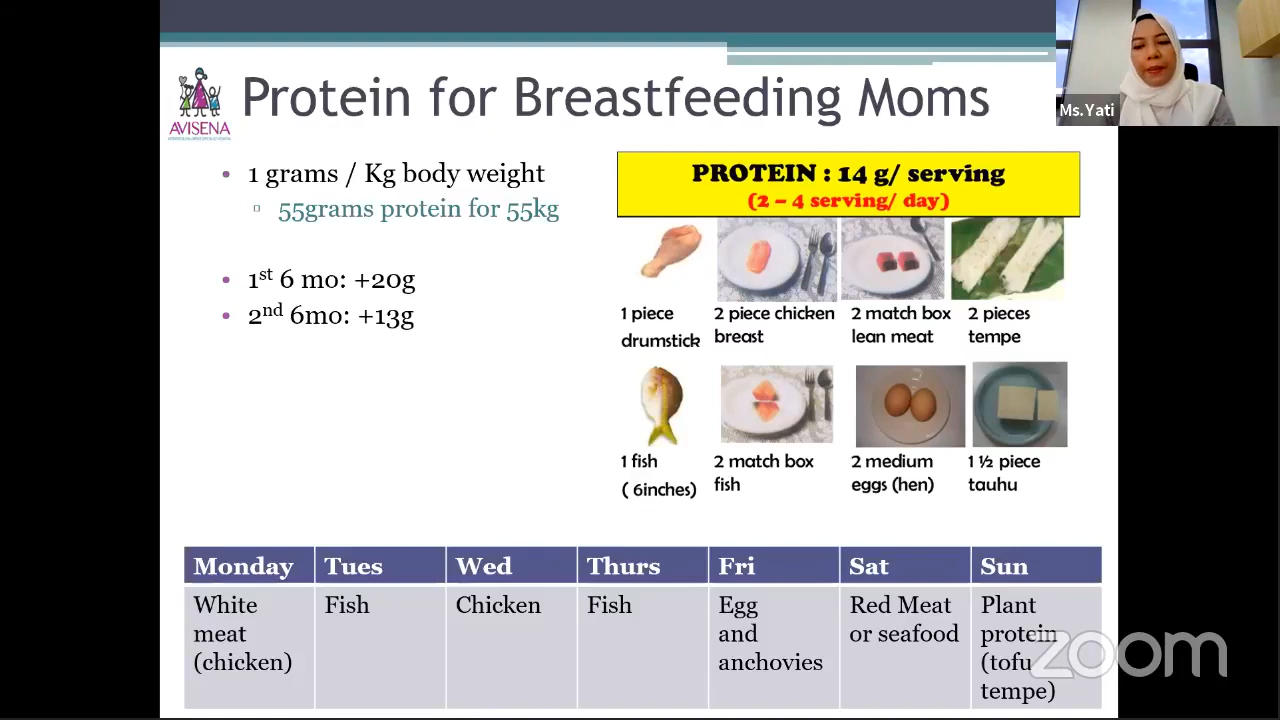 Protein for Breastfeeding Moms
AVISENA
Ms.Yati
• 1 grams / Kg body weight
▫ 55grams protein for 55kg
• 1st 6 mo: +20g
• 2nd 6mo: +13g
PROTEIN : 14 g/ serving
(2 – 4 serving/ day)
1 piece
drumstick
2 piece chicken
breast
2 match box
lean meat
2 pieces
tempe
1 fish
( 6inches)
2 match box
fish
2 medium
eggs (hen)
1 ½ piece
tauhu
Monday Tues Wed Thurs Fri Sat Sun
White
meat
(chicken)
Fish
Chicken
Fish
Egg
and
anchovies
Red Meat
or seafood
Plant
protein
(tofu
tempe)
zoom